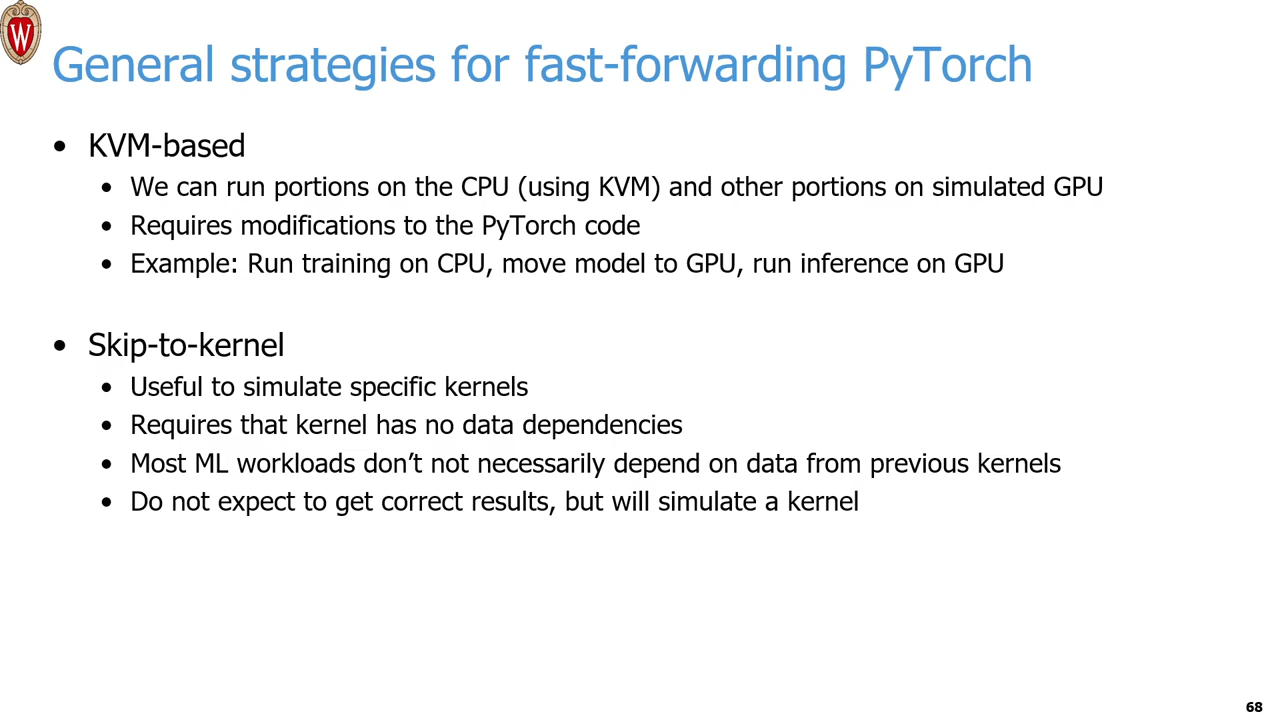 W
General strategies for fast-forwarding PyTorch
• KVM-based
• We can run portions on the CPU (using KVM) and other portions on simulated GPU
• Requires modifications to the PyTorch code
• Example: Run training on CPU, move model to GPU, run inference on GPU
• Skip-to-kernel
• Useful to simulate specific kernels
• Requires that kernel has no data dependencies
• Most ML workloads don’t not necessarily depend on data from previous kernels
• Do not expect to get correct results, but will simulate a kernel
68